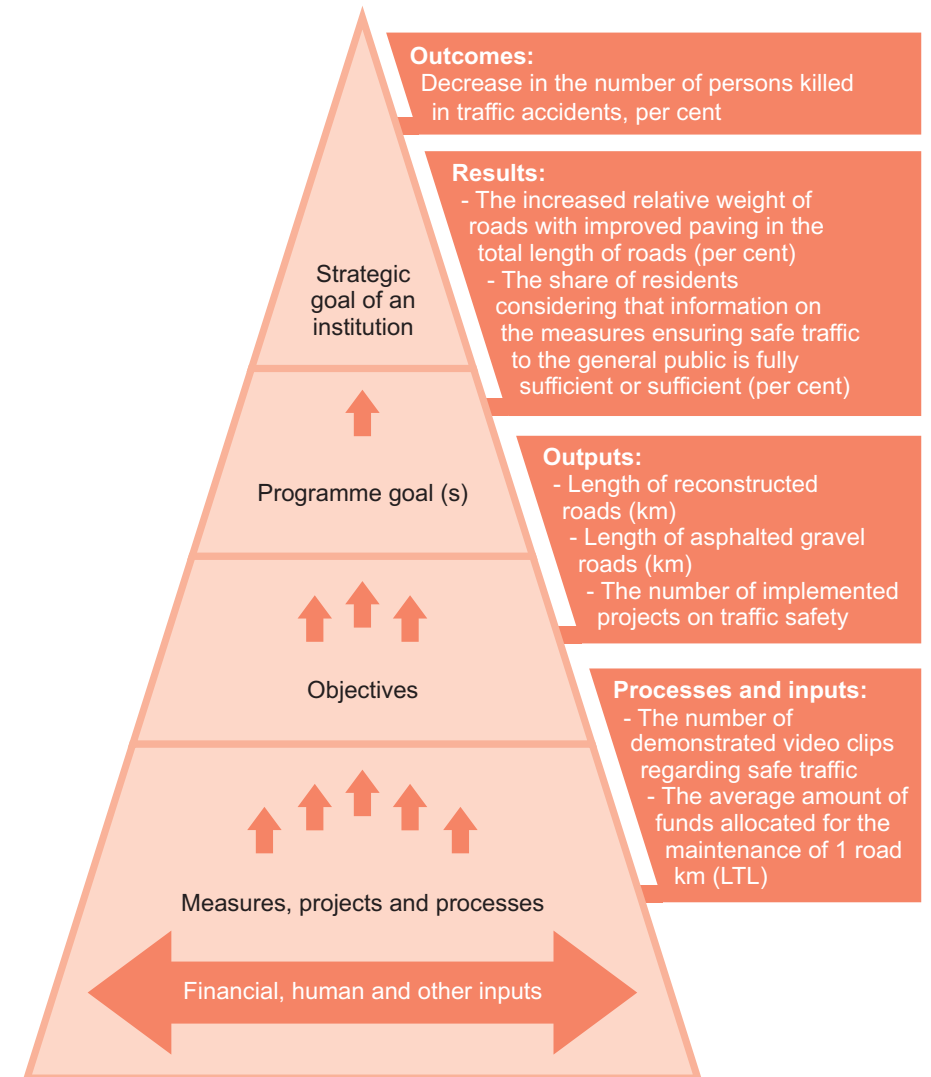 Outcomes:
Decrease in the number of persons killed
in traffic accidents, per cent
Results:
- The increased relative weight of
roads with improved paving in the
total length of roads (per cent)
- The share of residents
considering that information on
the measures ensuring safe traffic
to the general public is fully
sufficient or sufficient (per cent)
Strategic
goal of an
institution
Programme goal (s)
Outputs:
- Length of reconstructed
roads (km)
- Length of asphalted gravel
roads (km)
- The number of implemented
projects on traffic safety
Objectives
Processes and inputs:
- The number of
demonstrated video clips
regarding safe traffic
- The average amount of
funds allocated for the
maintenance of 1 road
km (LTL)
Measures, projects and processes
Financial, human and other inputs